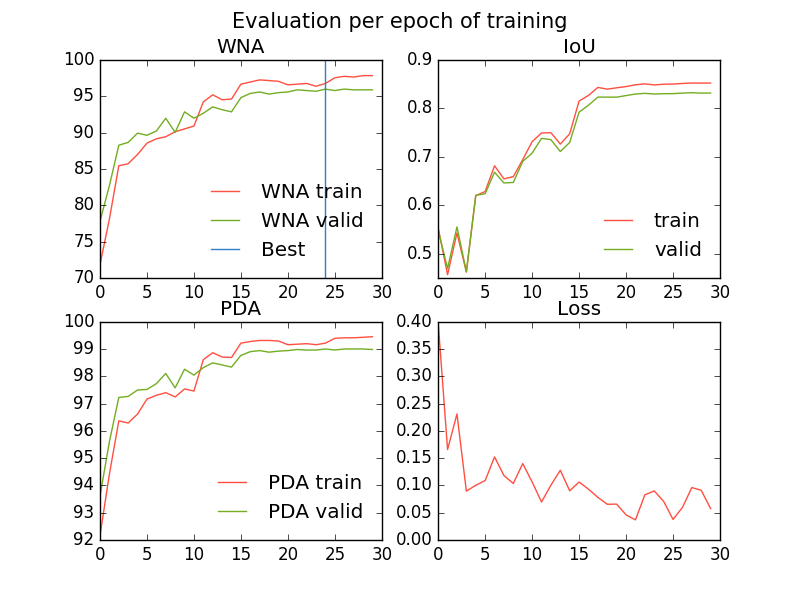 Evaluation per epoch of training
WNA
100
95
90
85
80
75
70
0 5 10 15 20 25 30
WNA train
WNA valid
Best
IoU
0.9
0.8
0.7
0.6
0.5
0 5 10 15 20 25 30
train
valid
PDA
100
99
98
97
96
95
94
93
92
0 5 10 15 20 25 30
PDA train
PDA valid
Loss
0.40
0.35
0.30
0.25
0.20
0.15
0.10
0.05
0.00
0 5 10 15 20 25 30